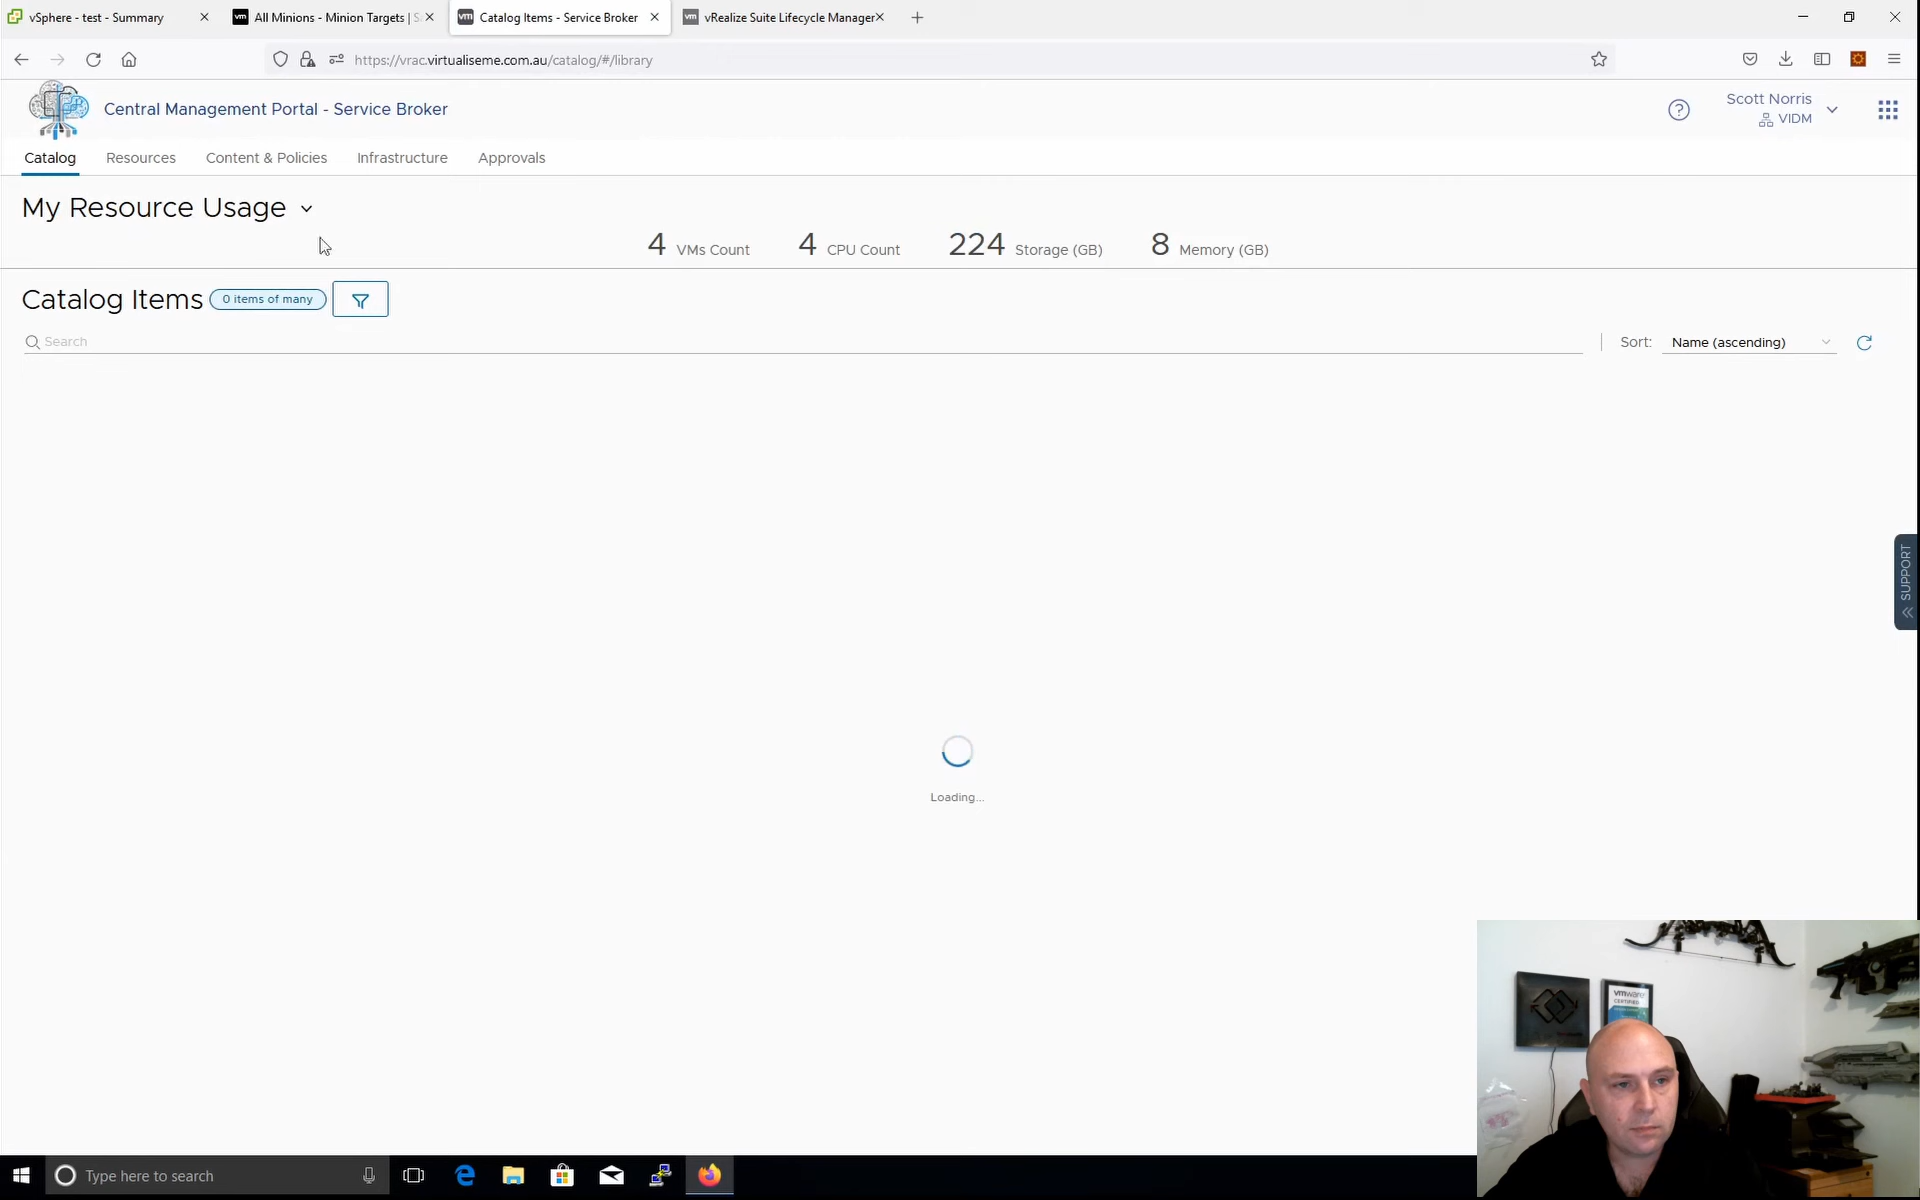 vSphere - test - Summary
All Minions - Minion Targets | S
Catalog Items - Service Broker
vRealize Suite Lifecycle Manager
https://vrac.virtualiseme.com.au/catalog/#/library
Central Management Portal - Service Broker
Scott Norris
VIDM
Catalog
Resources
Content & Policies
Infrastructure
Approvals
My Resource Usage
4 VMs Count
4 CPU Count
224 Storage (GB)
8 Memory (GB)
Catalog Items
0 items of many
Search
Sort:
Name (ascending)
SUPPORT
Loading...
vmware
CERTIFIED
Type here to search